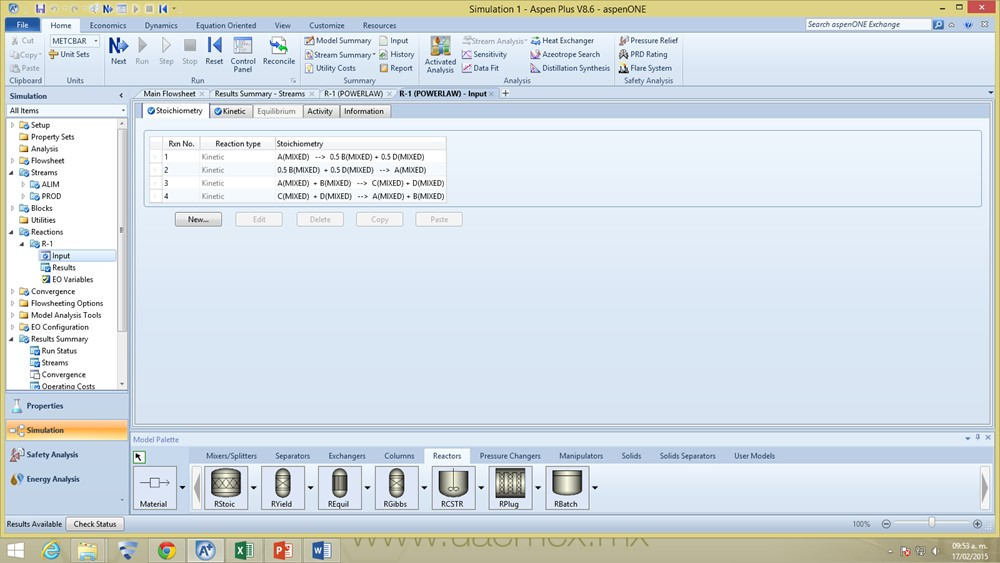 Simulation 1 - Aspen Plus V8.6 - aspenONE
File Home Economics Dynamics Equation Oriented View Customize Resources Search aspenONE Exchange
Cut METCBAR Model Summary Input Stream Analysis Heat Exchanger Pressure Relief
Copy Unit Sets Next Run Step Stop Reset Control Panel Reconcile Stream Summary History Activated Analysis Sensitivity Azeotrope Search PRD Rating
Paste Utility Costs Report Data Fit Distillation Synthesis Flare System
Clipboard Units Run Summary Analysis Safety Analysis
Simulation Main Flowsheet Results Summary - Streams R-1 (POWERLAW) R-1 (POWERLAW) - Input
All Items Stoichiometry Kinetic Equilibrium Activity Information
Setup
Property Sets
Analysis
Flowsheet
Streams
ALIM
PROD
Blocks
Utilities
Reactions
R-1
Input
Results
EO Variables
Convergence
Flowsheeting Options
Model Analysis Tools
EO Configuration
Results Summary
Run Status
Streams
Convergence
Operating Costs
Rxn No. Reaction type Stoichiometry
1 Kinetic A(MIXED) --> 0.5 B(MIXED) + 0.5 D(MIXED)
2 Kinetic 0.5 B(MIXED) + 0.5 D(MIXED) --> A(MIXED)
3 Kinetic A(MIXED) + B(MIXED) --> C(MIXED) + D(MIXED)
4 Kinetic C(MIXED) + D(MIXED) --> A(MIXED) + B(MIXED)
New... Edit Delete Copy Paste
Properties
Simulation
Safety Analysis
Energy Analysis
Model Palette
Mixers/Splitters Separators Exchangers Columns Reactors Pressure Changers Manipulators Solids Solids Separators User Models
Material RStoic RYield REquil RGibbs RCSTR RPlug RBatch
Results Available Check Status 100%
09:53 a. m.
17/02/2015